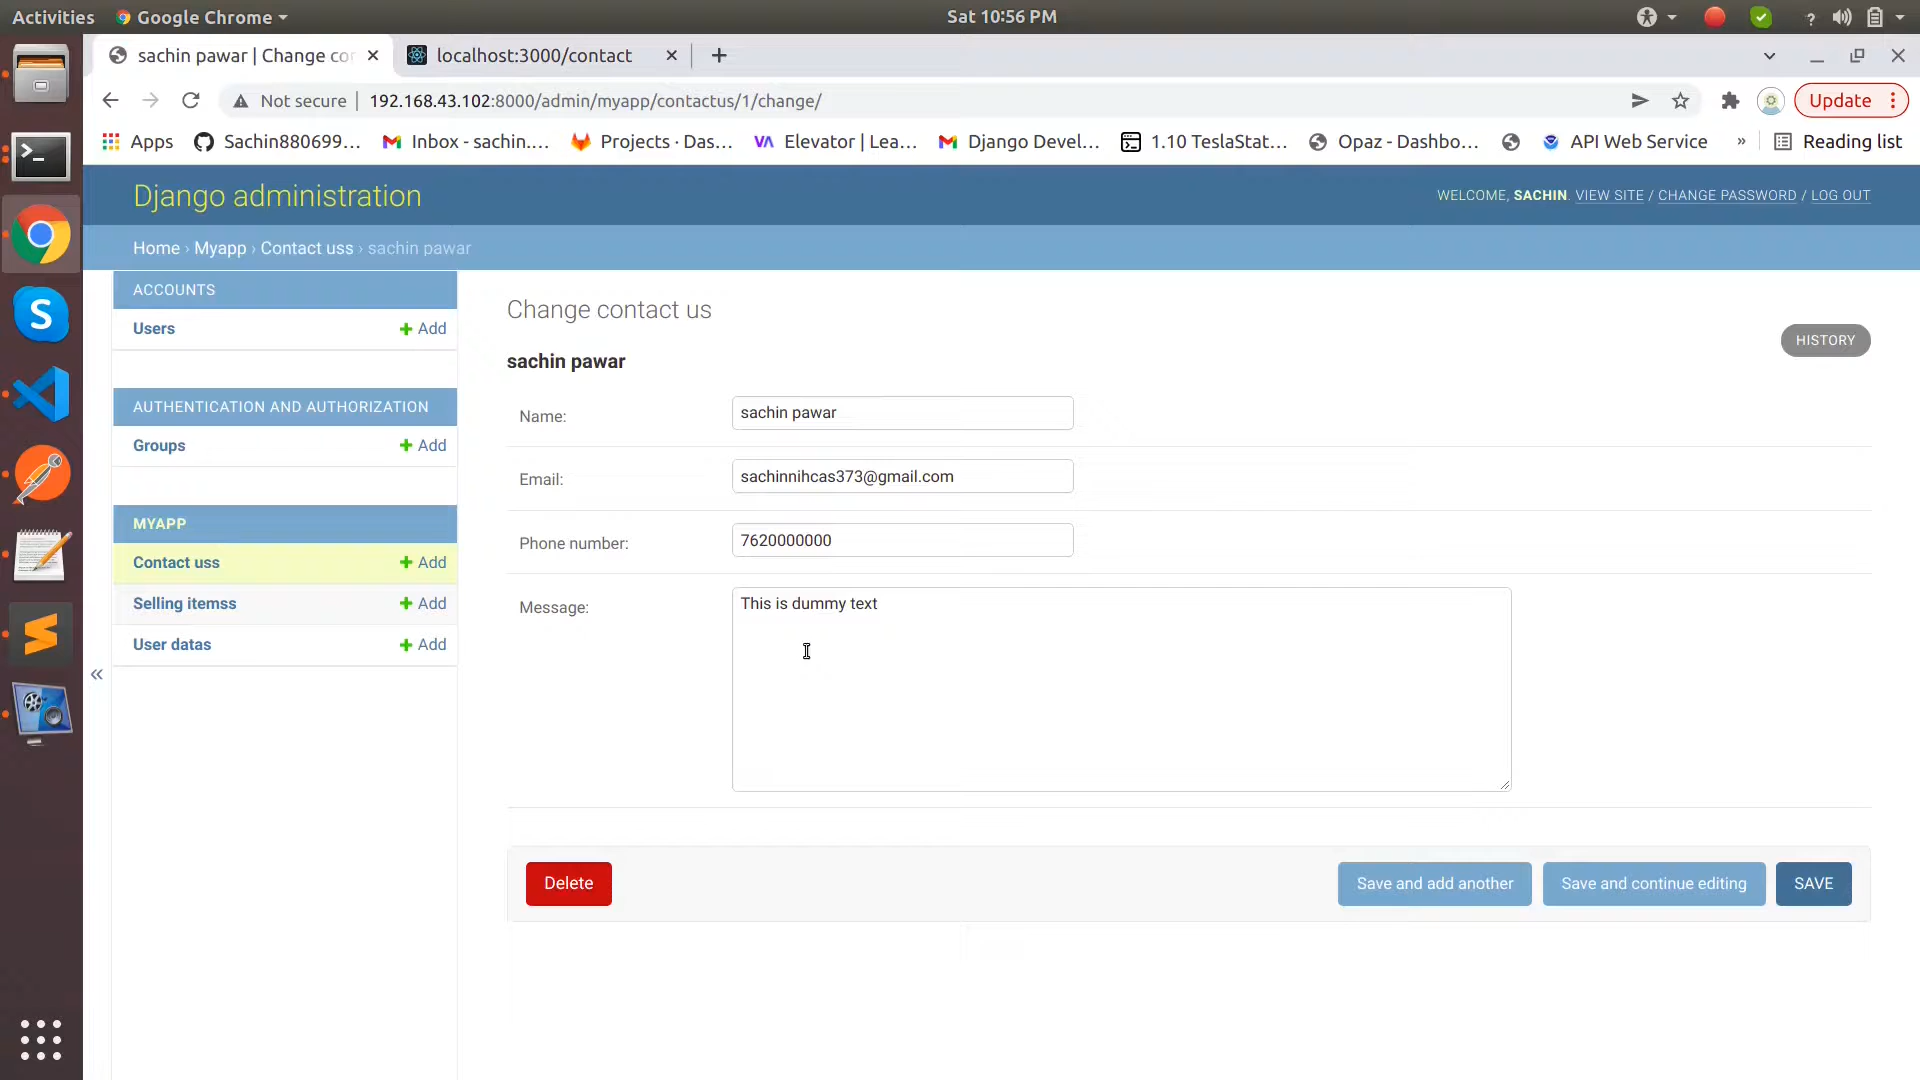 Activities Google Chrome Sat 10:56 PM ?
sachin pawar | Change co localhost:3000/contact
Not secure 192.168.43.102:8000/admin/myapp/contactus/1/change/ Update
Apps Sachin880699... Inbox - sachin.... Projects · Das... VA Elevator | Lea... Django Devel... 1.10 TeslaStat... Opaz - Dashbo... API Web Service » Reading list
Django administration WELCOME, SACHIN. VIEW SITE / CHANGE PASSWORD / LOG OUT
Home › Myapp › Contact uss › sachin pawar
ACCOUNTS
Users + Add
AUTHENTICATION AND AUTHORIZATION
Groups + Add
MYAPP
Contact uss + Add
Selling itemss + Add
User datas + Add
«
Change contact us
HISTORY
sachin pawar
Name: sachin pawar
Email: sachinnihcas373@gmail.com
Phone number: 7620000000
Message: This is dummy text
Delete Save and add another Save and continue editing SAVE